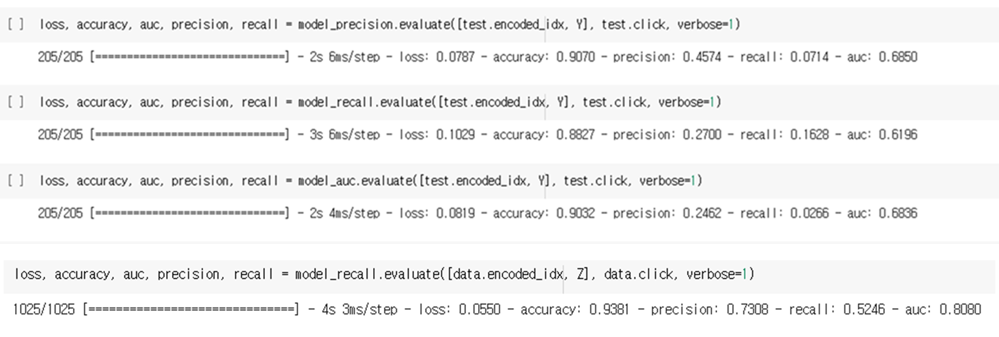 [ ] loss, accuracy, auc, precision, recall = model_precision.evaluate([test.encoded_idx, Y], test.click, verbose=1)
205/205 [==============================] - 2s 6ms/step - loss: 0.0787 - accuracy: 0.9070 - precision: 0.4574 - recall: 0.0714 - auc: 0.6850
[ ] loss, accuracy, auc, precision, recall = model_recall.evaluate([test.encoded_idx, Y], test.click, verbose=1)
205/205 [==============================] - 3s 6ms/step - loss: 0.1029 - accuracy: 0.8827 - precision: 0.2700 - recall: 0.1628 - auc: 0.6196
[ ] loss, accuracy, auc, precision, recall = model_auc.evaluate([test.encoded_idx, Y], test.click, verbose=1)
205/205 [==============================] - 2s 4ms/step - loss: 0.0819 - accuracy: 0.9032 - precision: 0.2462 - recall: 0.0266 - auc: 0.6836
loss, accuracy, auc, precision, recall = model_recall.evaluate([data.encoded_idx, Z], data.click, verbose=1)
1025/1025 [==============================] - 4s 3ms/step - loss: 0.0550 - accuracy: 0.9381 - precision: 0.7308 - recall: 0.5246 - auc: 0.8080